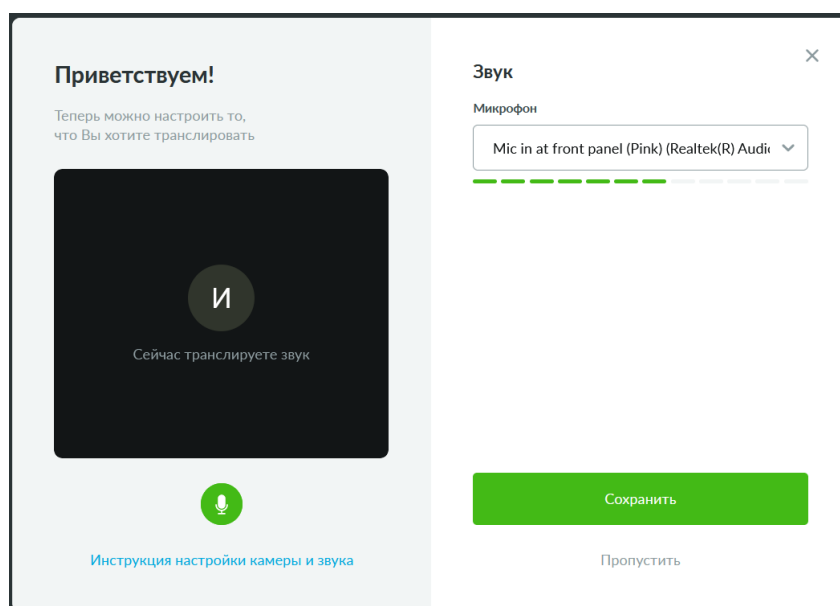 Приветствуем!
Теперь можно настроить то,
что Вы хотите транслировать
И
Сейчас транслируете звук
Инструкция настройки камеры и звука
Звук
Микрофон
Mic in at front panel (Pink) (Realtek(R) Audi
Сохранить
Пропустить